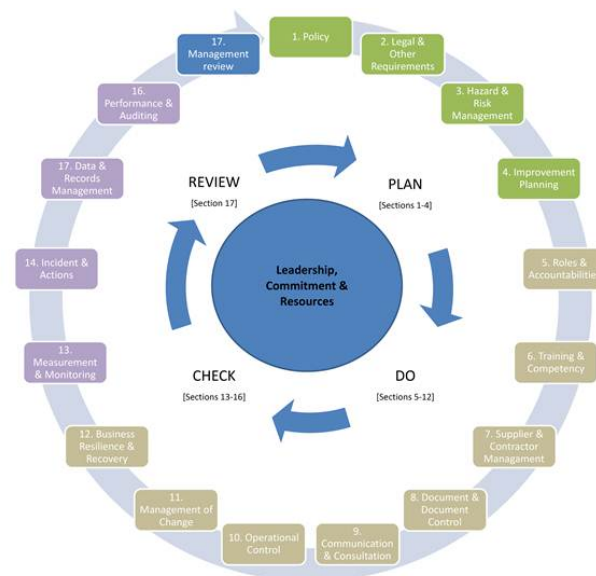 1. Policy
2. Legal &
Other
Requirements
3. Hazard &
Risk
Management
4. Improvement
Planning
5. Roles &
Accountabilitie
6. Training &
Competency
7. Supplier &
Contractor
Managament
8. Document &
Document
Control
9.
Communication
& Consultation
10. Operational
Control
11.
Management of
Change
12. Business
Resilience &
Recovery
13.
Measurement
& Monitoring
14. Incident &
Actions
17. Data &
Records
Management
16.
Performance &
Auditing
17.
Management
review
REVIEW
[Section 17]
PLAN
[Sections 1-4]
Leadership,
Commitment &
Resources
CHECK
[Sections 13-16]
DO
[Sections 5-12]